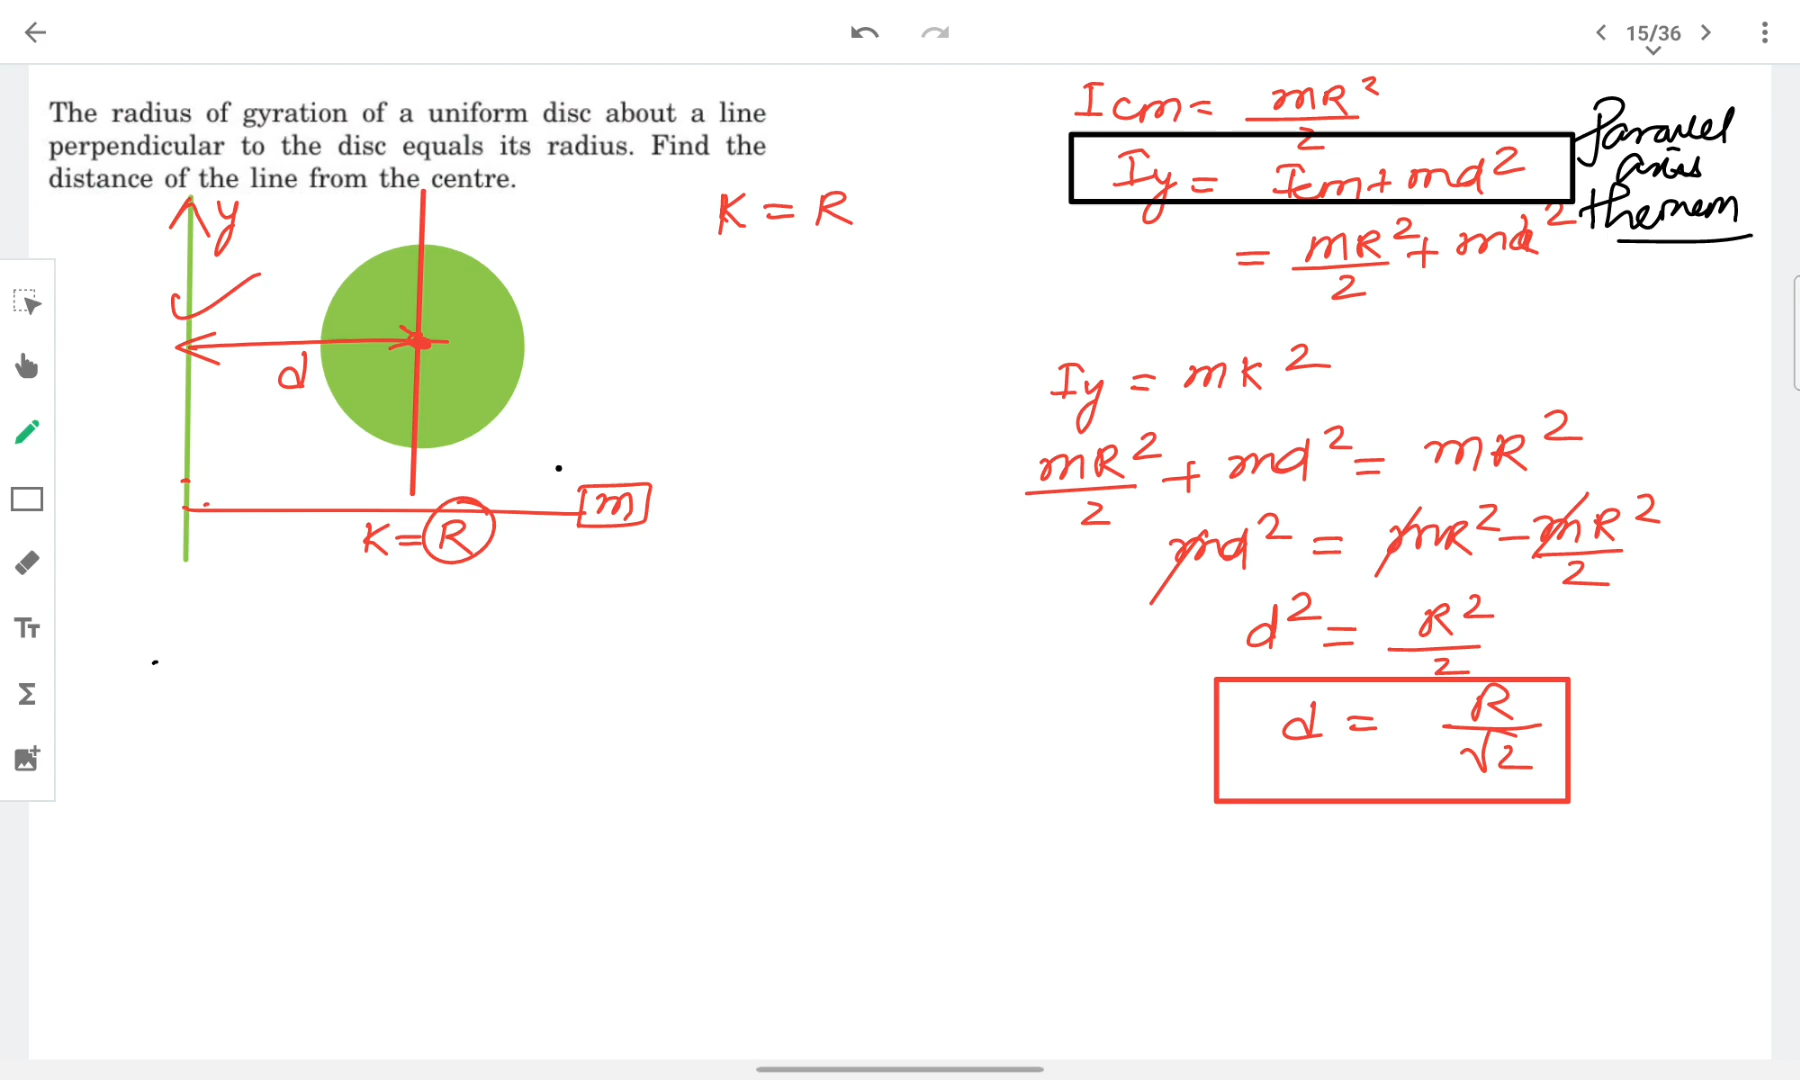 15/36
The radius of gyration of a uniform disc about a line
perpendicular to the disc equals its radius. Find the
distance of the line from the centre.
y
d
K = R
m
K = R
Icm = mR²/2
Iy = Icm + md²
Parallel
axis
theorem
= mR²/2 + md²
Iy = mK²
mR²/2 + md² = mR²
md² = mR² - mR²/2
d² = R²/2
d = R/√2
TT
Σ